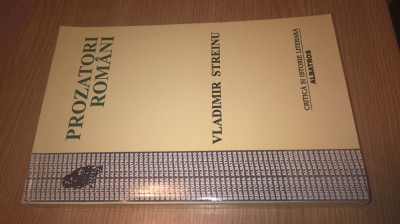 PROZATORI
ROMÂNI
VLADIMIR STREINU
CRITICĂ ȘI ISTORIE LITERARĂ
ALBATROS